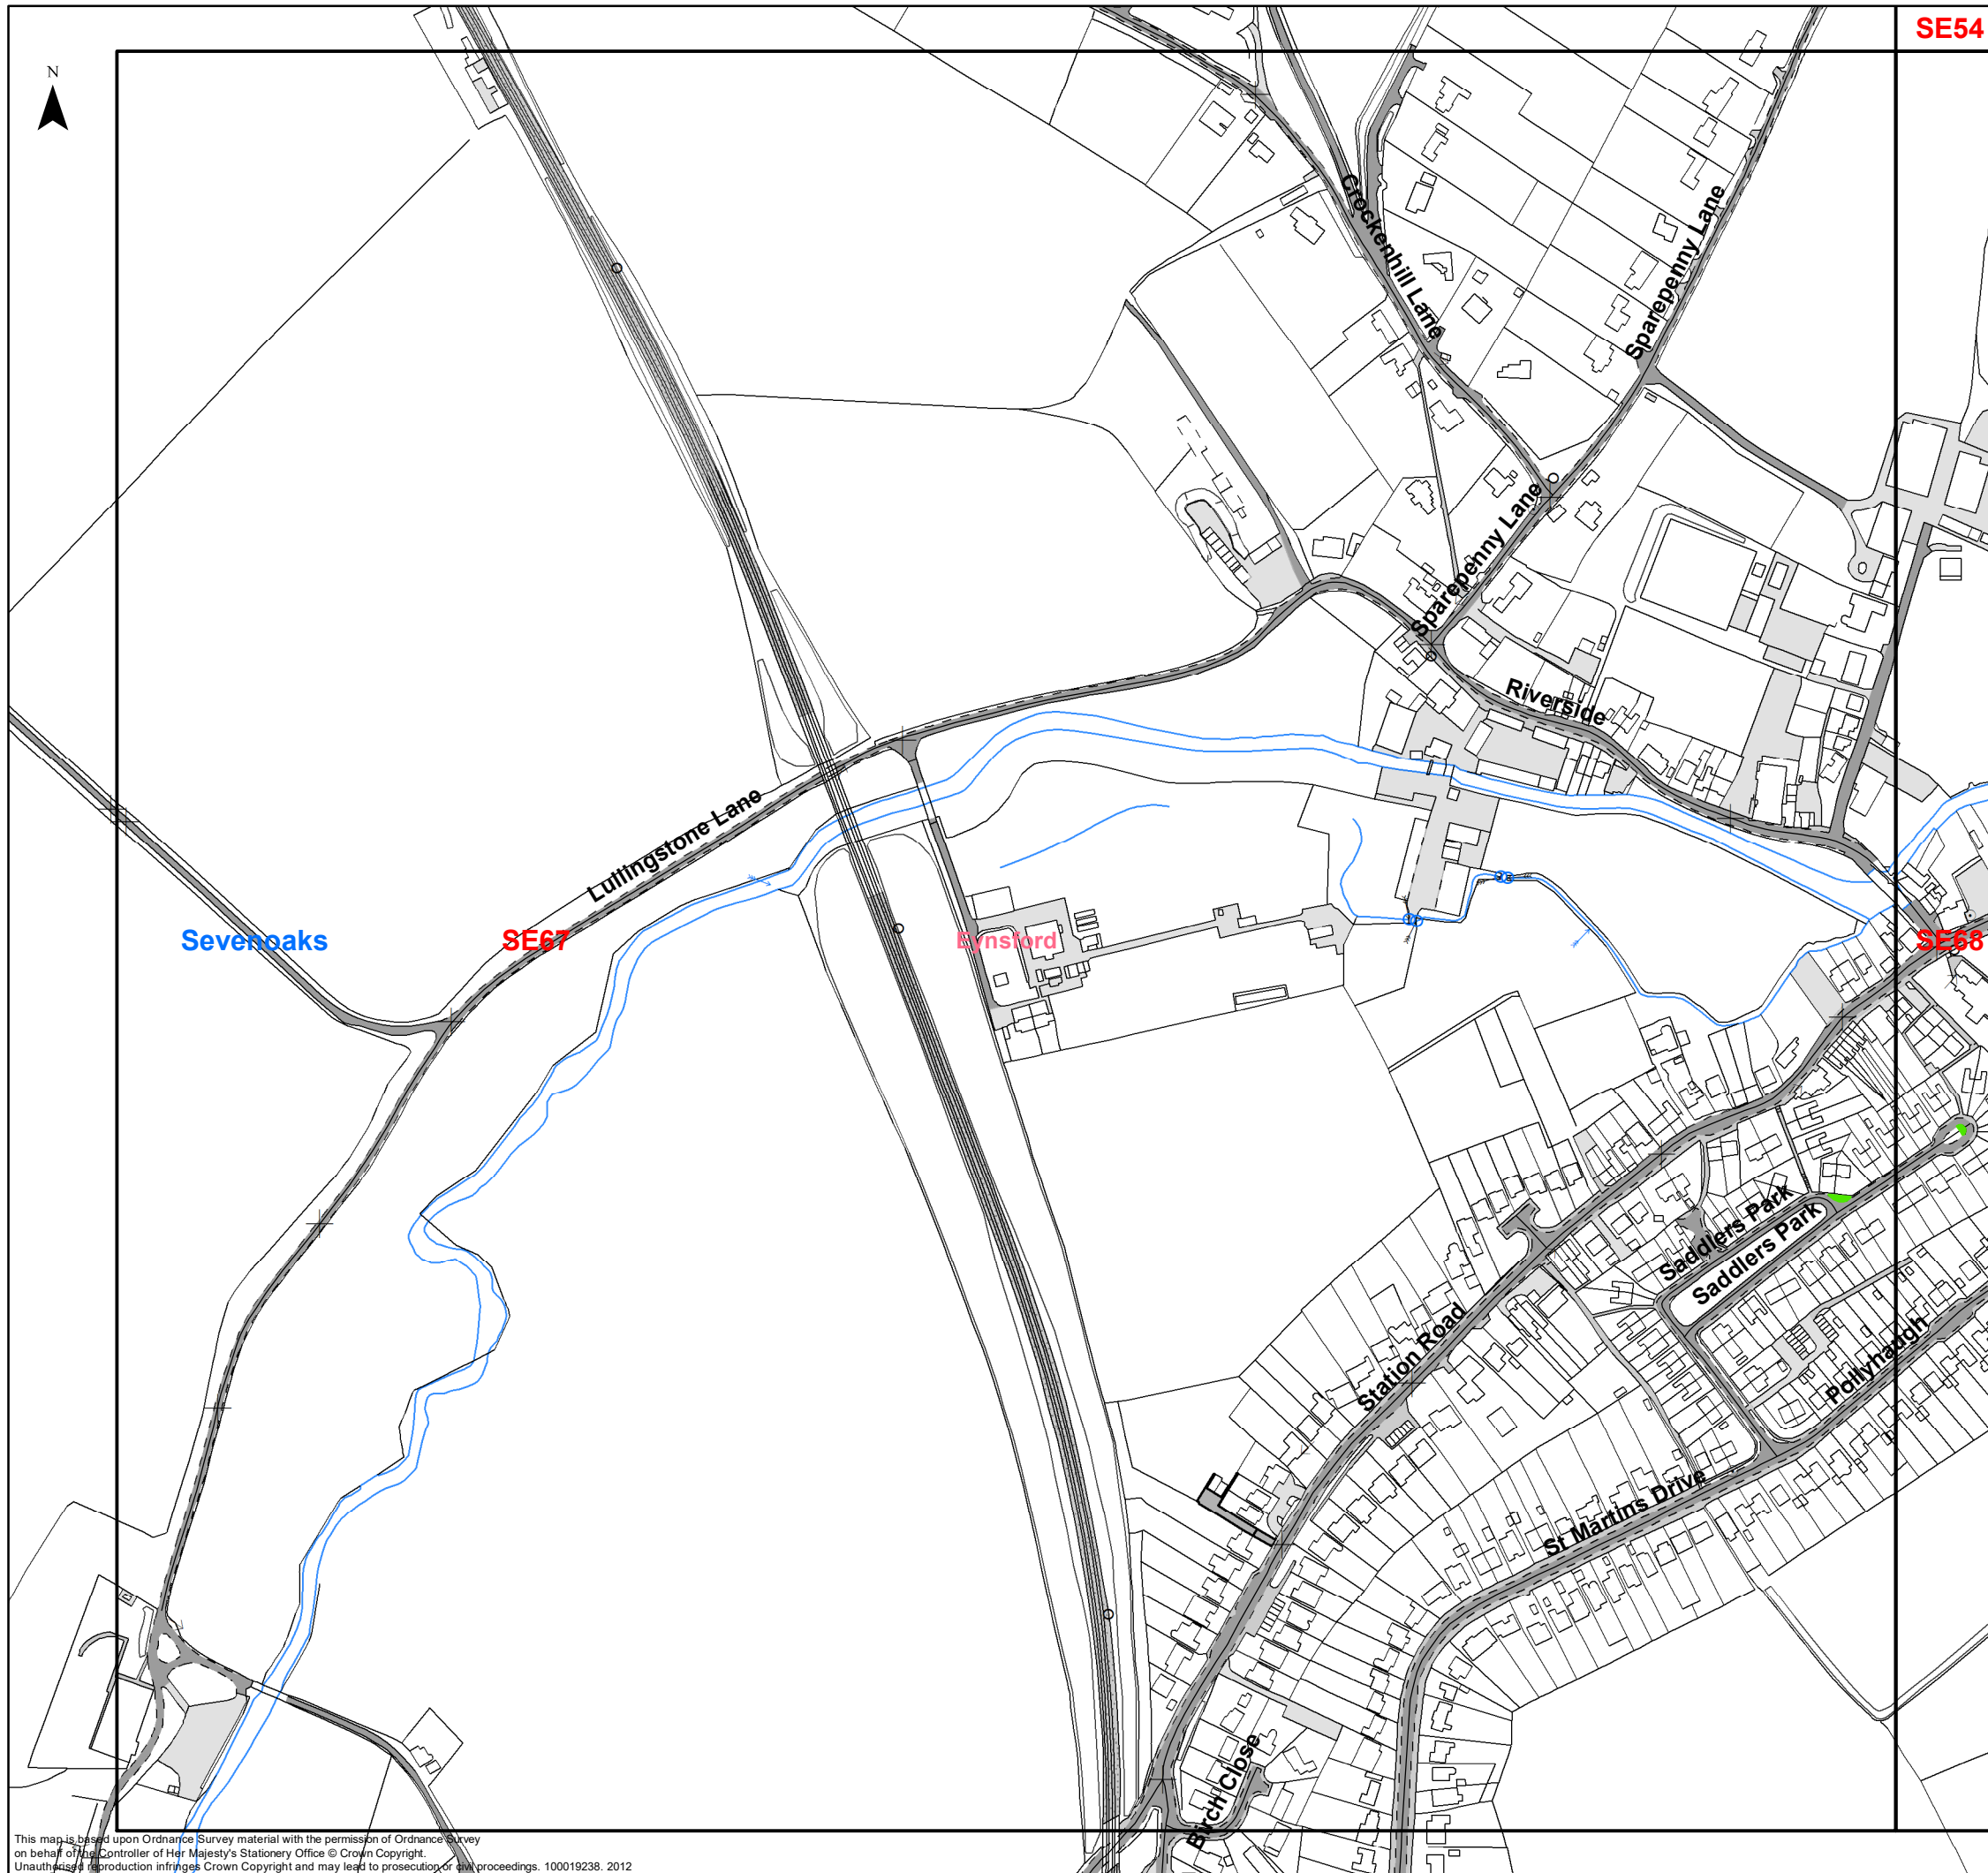 SE54
N
Crockenhill Lane
Sparepenny Lane
Sparepenny Lane
Riverside
Lullingstone Lane
Sevenoaks
SE67
Eynsford
SE68
Saddlers Park
Saddlers Park
Station Road
Pollyhaugh
St Martins Drive
Birch Close
This map is based upon Ordnance Survey material with the permission of Ordnance Survey
on behalf of the Controller of Her Majesty's Stationery Office © Crown Copyright.
Unauthorised reproduction infringes Crown Copyright and may lead to prosecution or civil proceedings. 100019238. 2012